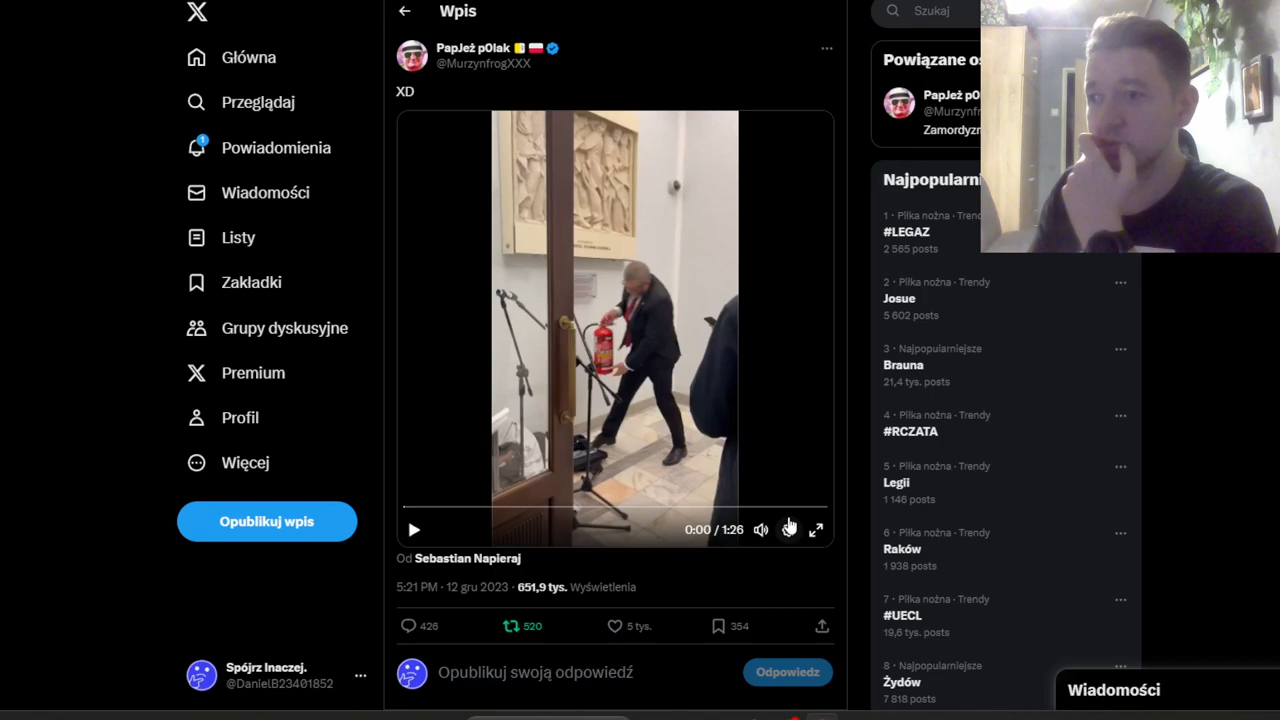 Główna
Przeglądaj
1
Powiadomienia
Wiadomości
Listy
Zakładki
Grupy dyskusyjne
Premium
Profil
Więcej
Opublikuj wpis
Spójrz Inaczej.
@DanielB23401852
Wpis
PapJeż p0lak
@MurzynfrogXXX
XD
0:00 / 1:26
Od Sebastian Napieraj
5:21 PM · 12 gru 2023 · 651,9 tys. Wyświetlenia
426
520
5 tys.
354
Opublikuj swoją odpowiedź
Odpowiedz
Szukaj
Powiązane
PapJeż
1 · Piłka nożna
#LEGAZ
2 565 posts
2 · Piłka nożna · Trendy
Josue
5 602 posts
3 · Najpopularniejsze
Brauna
21,4 tys. posts
4 · Piłka nożna · Trendy
#RCZATA
5 · Piłka nożna · Trendy
Legii
1 146 posts
6 · Piłka nożna · Trendy
Raków
1 938 posts
7 · Piłka nożna · Trendy
#UECL
19,6 tys. posts
8 · Najpopularniejsze
Żydów
7 818 posts
Wiadomości